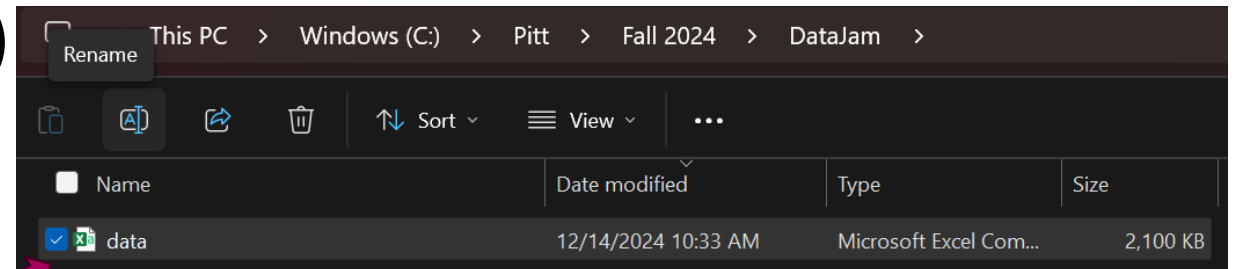 This PC > Windows (C:) > Pitt > Fall 2024 > DataJam >
Rename
Sort View
Name Date modified Type Size
data 12/14/2024 10:33 AM Microsoft Excel Com... 2,100 KB